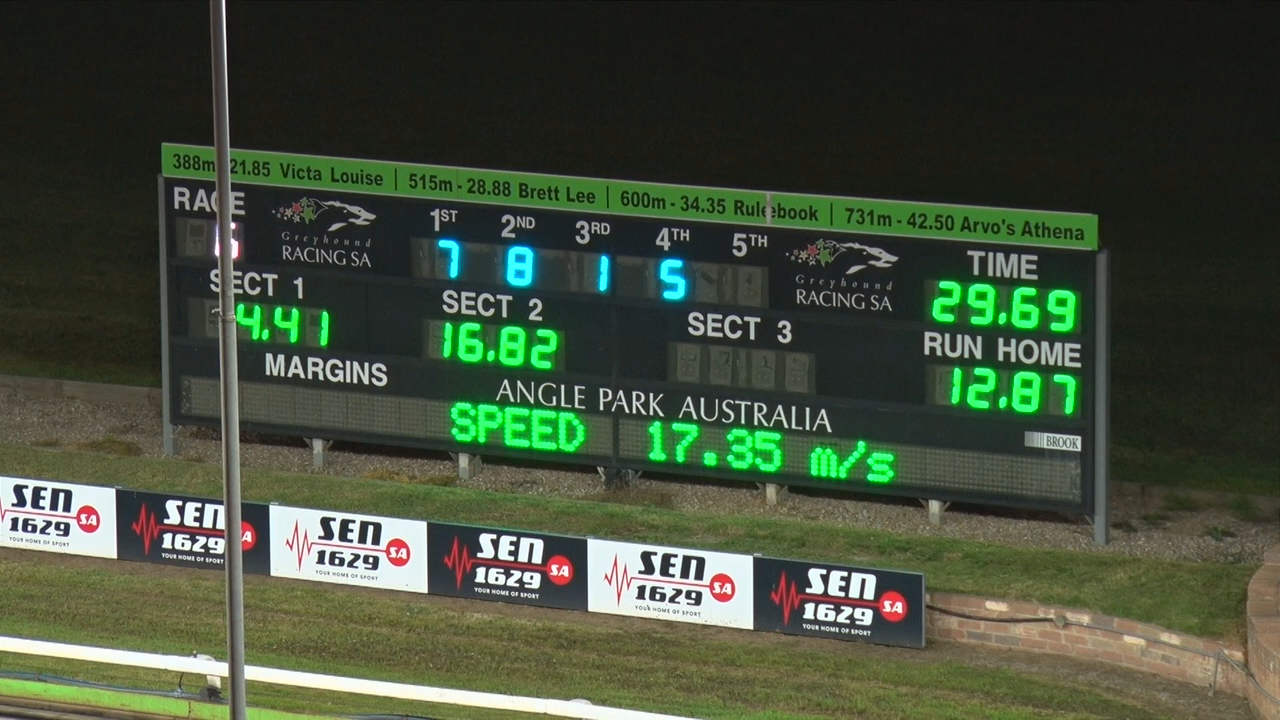 388m 21.85 Victa Louise | 515m - 28.88 Brett Lee | 600m - 34.35 Rulebook | 731m - 42.50 Arvo's Athena
RACE
Greyhound
RACING SA
1ST 2ND 3RD 4TH 5TH
7 8 1 5
Greyhound
RACING SA
TIME
29.69
SECT 1
4.41
SECT 2
16.82
SECT 3
RUN HOME
12.87
MARGINS
ANGLE PARK AUSTRALIA
BROOK
SPEED 17.35 m/s
SEN
1629 SA
YOUR HOME OF SPORT
SEN
1629 SA
YOUR HOME OF SPORT
SEN
1629 SA
YOUR HOME OF SPORT
SEN
1629 SA
YOUR HOME OF SPORT
SEN
1629 SA
YOUR HOME OF SPORT
SEN
1629 SA
YOUR HOME OF SPORT